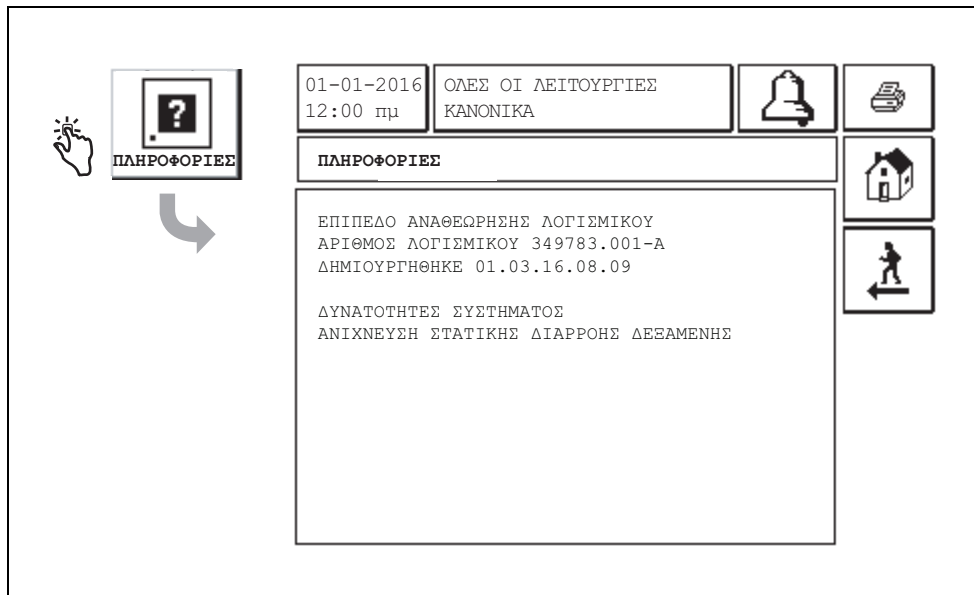 ΠΛΗΡΟΦΟΡΙΕΣ
01-01-2016
12:00 πμ
ΟΛΕΣ ΟΙ ΛΕΙΤΟΥΡΓΙΕΣ
ΚΑΝΟΝΙΚΑ
ΠΛΗΡΟΦΟΡΙΕΣ
ΕΠΙΠΕΔΟ ΑΝΑΘΕΩΡΗΣΗΣ ΛΟΓΙΣΜΙΚΟΥ
ΑΡΙΘΜΟΣ ΛΟΓΙΣΜΙΚΟΥ 349783.001-A
ΔΗΜΙΟΥΡΓΗΘΗΚΕ 01.03.16.08.09
ΔΥΝΑΤΟΤΗΤΕΣ ΣΥΣΤΗΜΑΤΟΣ
ΑΝΙΧΝΕΥΣΗ ΣΤΑΤΙΚΗΣ ΔΙΑΡΡΟΗΣ ΔΕΞΑΜΕΝΗΣ